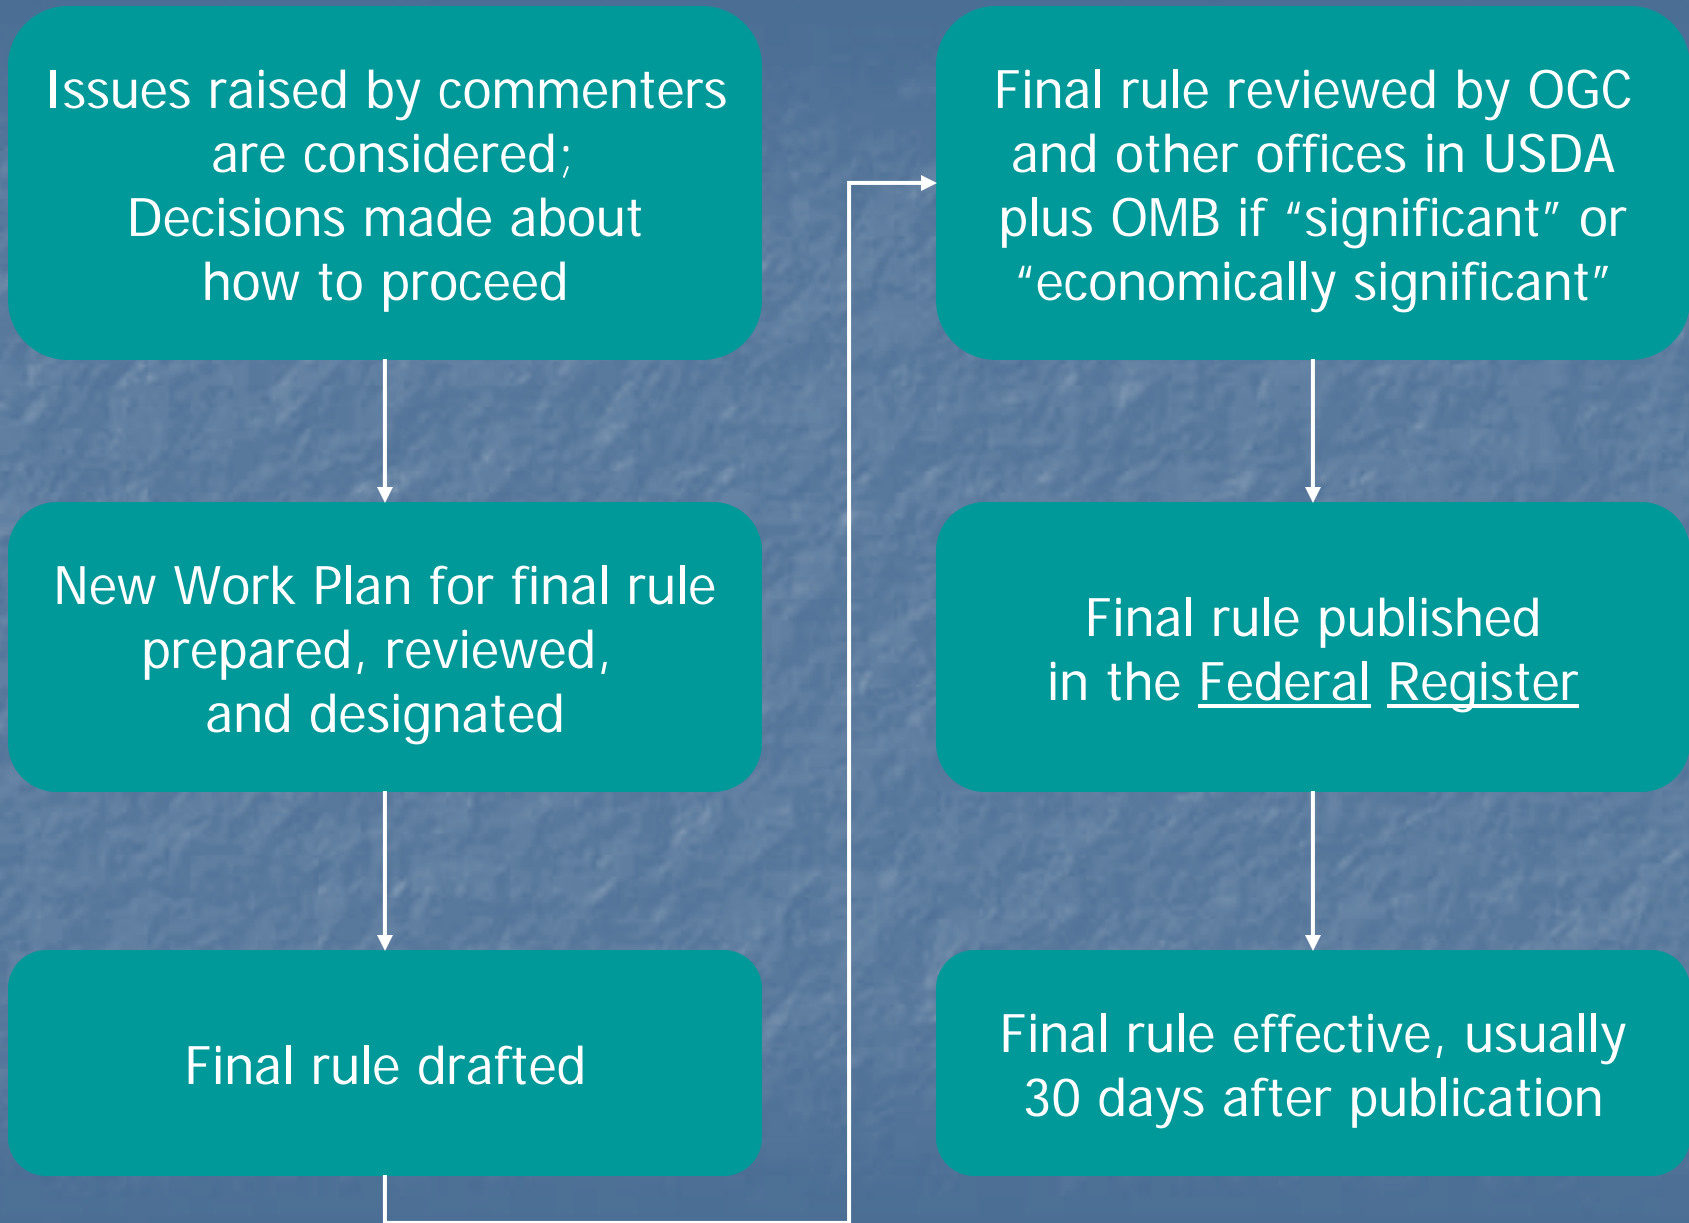 Issues raised by commenters
are considered;
Decisions made about
how to proceed
New Work Plan for final rule
prepared, reviewed,
and designated
Final rule drafted
Final rule reviewed by OGC
and other offices in USDA
plus OMB if “significant” or
“economically significant”
Final rule published
in the Federal Register
Final rule effective, usually
30 days after publication